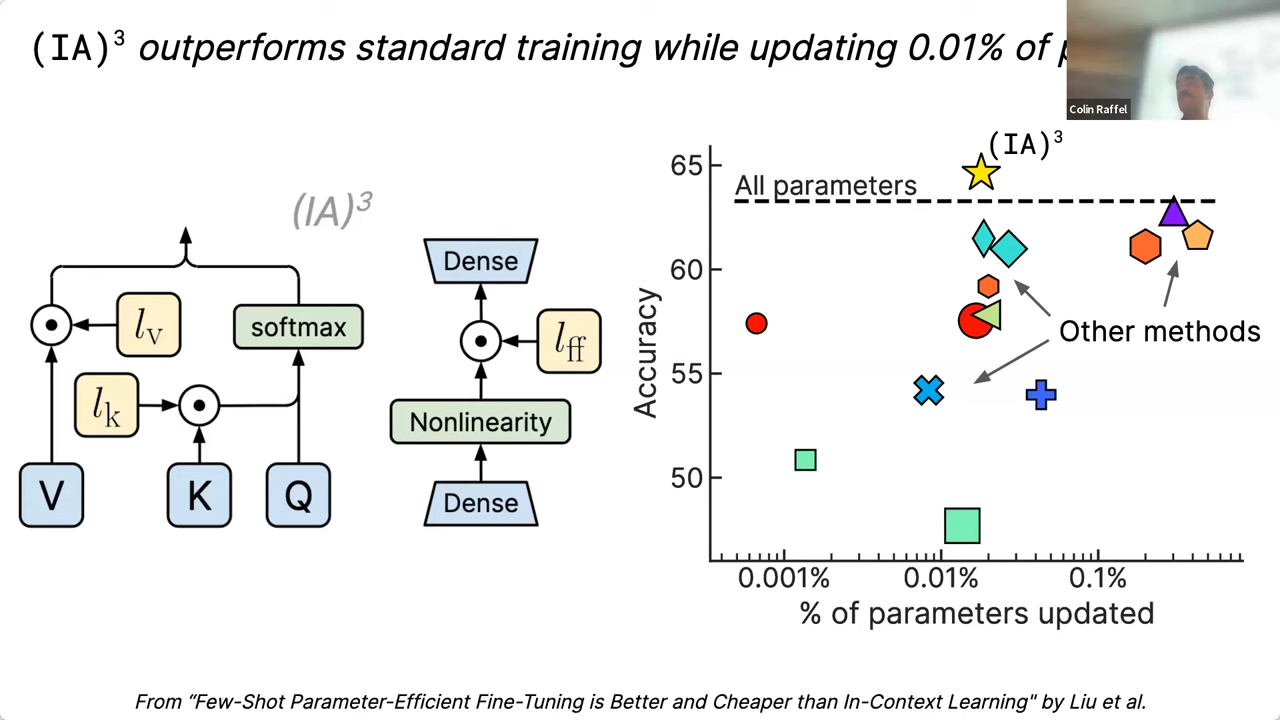 (IA)³ outperforms standard training while updating 0.01% of
Colin Raffel
(IA)³
l_v
softmax
l_k
V
K
Q
Dense
l_ff
Nonlinearity
Dense
(IA)³
All parameters
Other methods
65
60
55
50
Accuracy
0.001%
0.01%
0.1%
% of parameters updated
From “Few-Shot Parameter-Efficient Fine-Tuning is Better and Cheaper than In-Context Learning" by Liu et al.